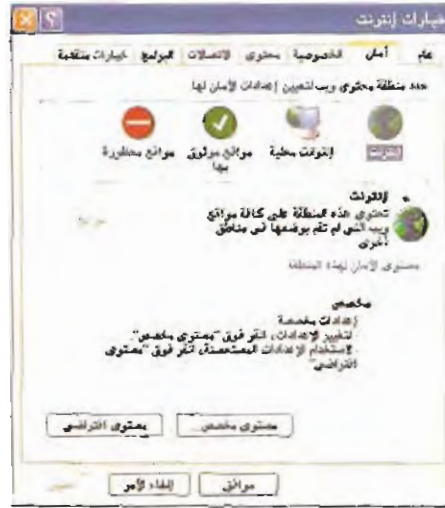 خيارات إنترنت
عام أمان الخصوصية محتوى الاتصالات البرامج خيارات متقدمة
حدد منطقة محتوى ويب لتعيين إعدادات الأمان لها
إنترنت إنترنت محلية مواقع موثوق بها مواقع محظورة
إنترنت
تحتوي هذه المنطقة على كافة مواقع
ويب التي لم تقم بوضعها في مناطق
أخرى
مواقع
مستوى الأمان لهذه المنطقة
مخصص
إعدادات مخصصة
- لتغيير الإعدادات، انقر فوق "مستوى مخصص".
- لاستخدام الإعدادات المستحسنة، انقر فوق "مستوى
افتراضي"
مستوى مخصص... مستوى افتراضي
موافق إلغاء الأمر